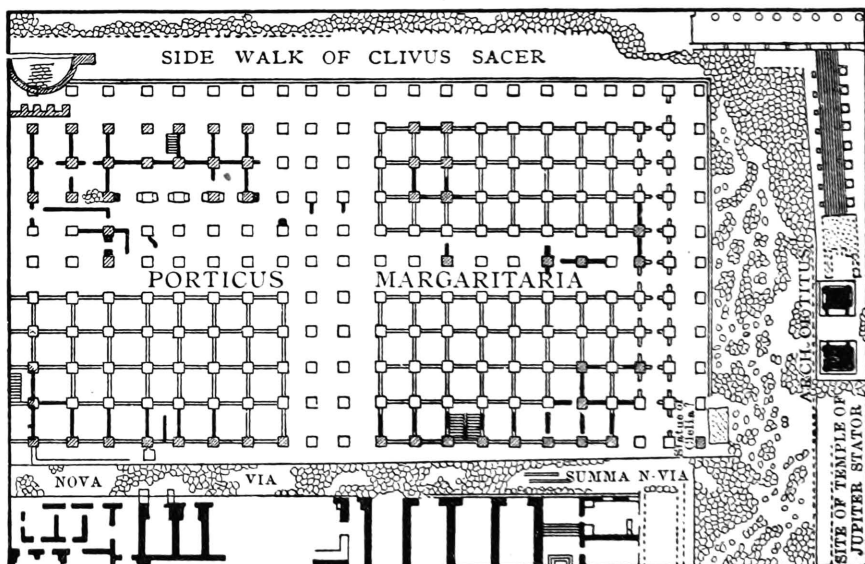 SIDE WALK OF CLIVUS SACER
PORTICUS MARGARITARIA
ARCH OF TITUS
Statue of
Clelia?
NOVA VIA SUMMA N·VIA
SITE OF TEMPLE OF
JUPITER STATOR